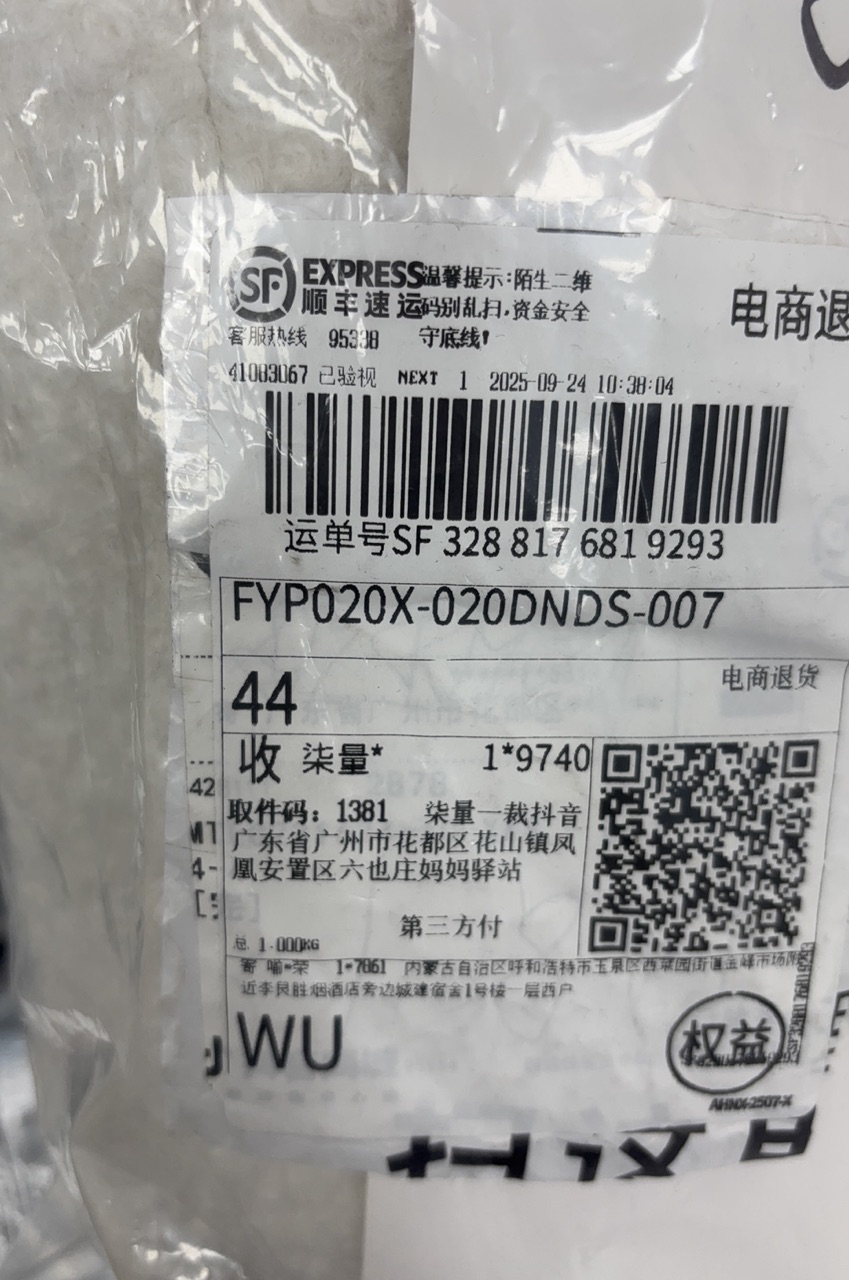 SF EXPRESS
顺丰速运
温馨提示:陌生二维
码别乱扫,资金安全
守底线!
电商退
客服热线 95338
41003067 已验视 NEXT 1 2025-09-24 10:38:04
运单号SF 328 817 681 9293
FYP020X-020DNDS-007
44
电商退货
收 柒量* 1*9740
取件码: 1381 柒量一裁抖音
广东省广州市花都区花山镇凤
凰安置区六也庄妈妈驿站
第三方付
总 1.000KG
寄 喻*荣 1*7861 内蒙古自治区呼和浩特市玉泉区西菜园街道金峰市场附
近李良胜烟酒店旁边城建宿舍1号楼一层西户
WU
权益
AHNX-2507-X